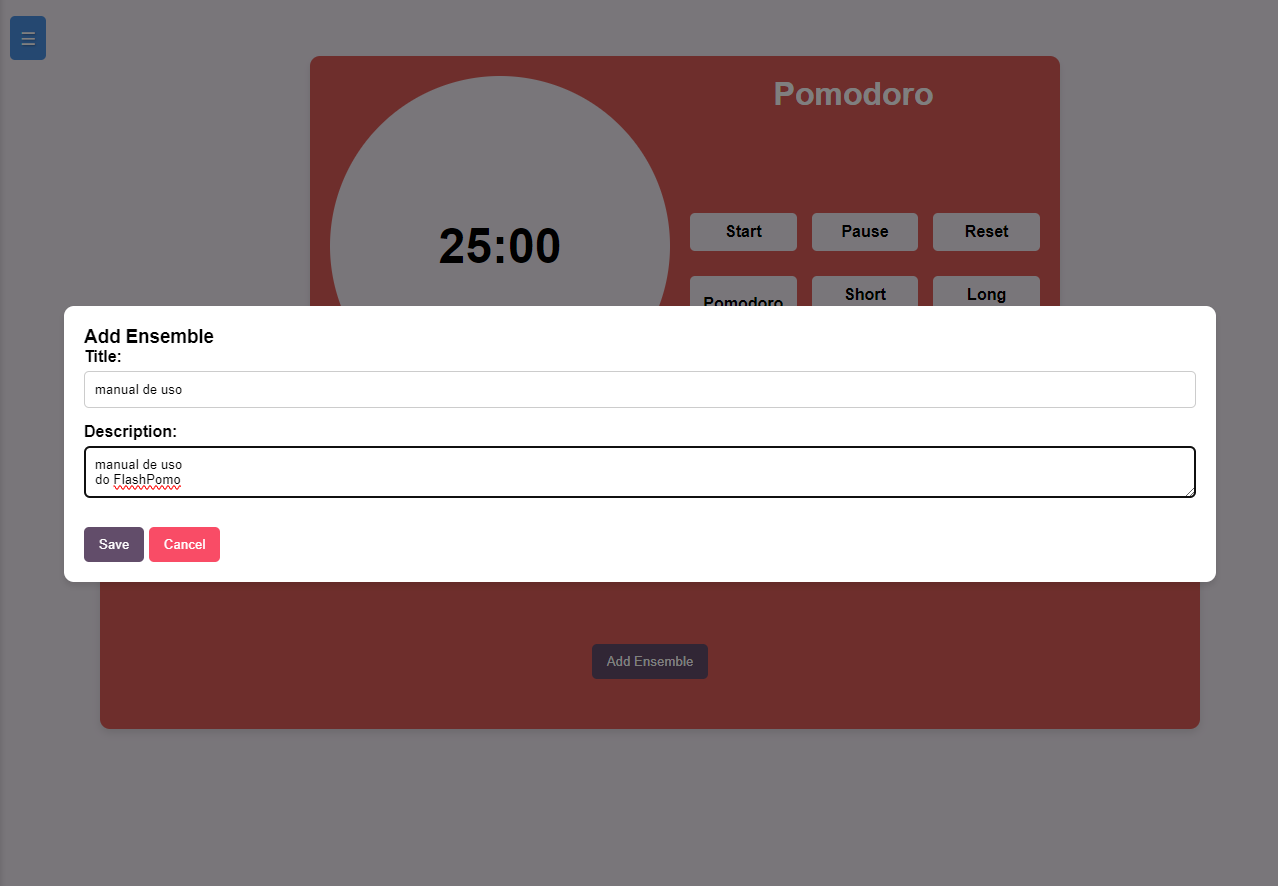 ☰
Pomodoro
25:00
Start
Pause
Reset
Pomodoro
Short
Long
Add Ensemble
Title:
manual de uso
Description:
manual de uso
do FlashPomo
Save
Cancel
Add Ensemble